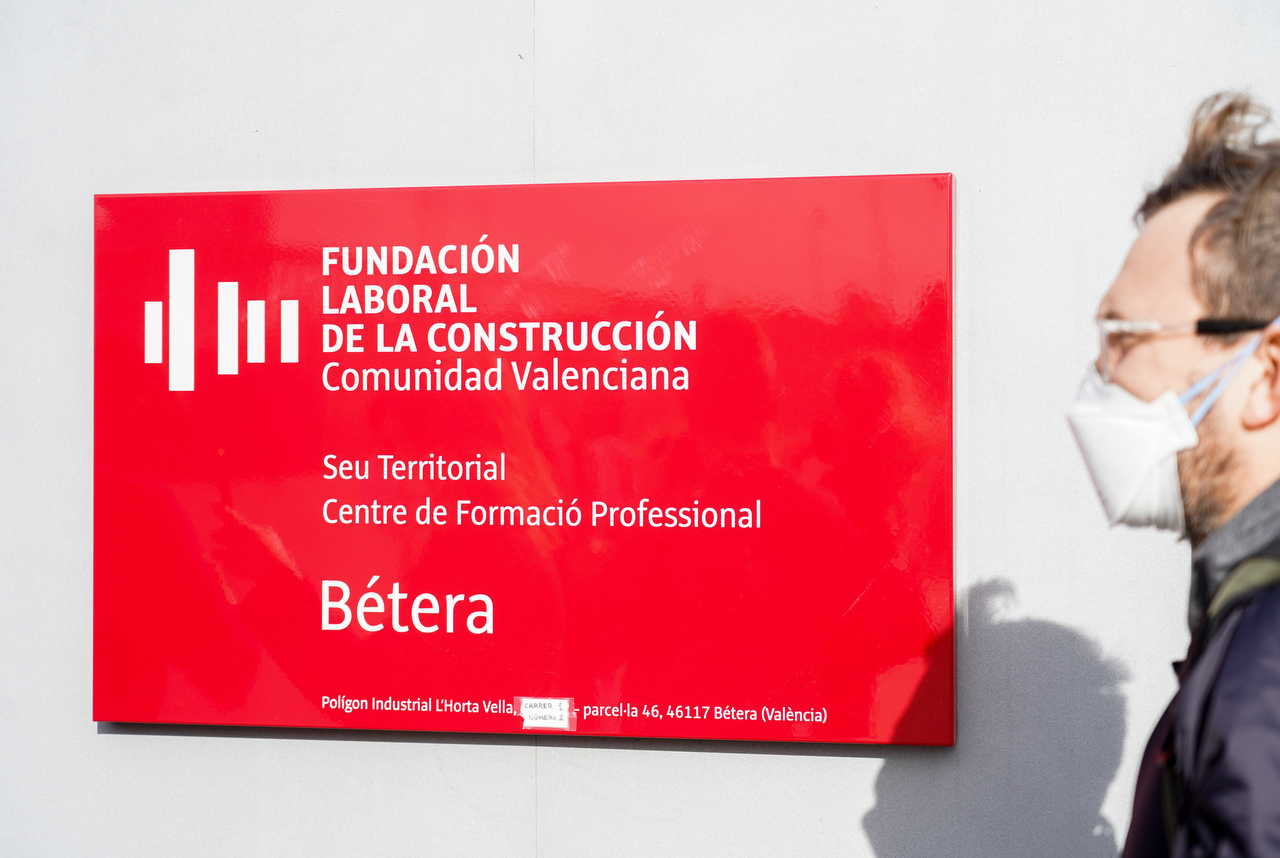 FUNDACIÓN
LABORAL
DE LA CONSTRUCCIÓN
Comunidad Valenciana
Seu Territorial
Centre de Formació Professional
Bétera
Polígon Industrial L'Horta Vella, CARRER 1 – parcel·la 46, 46117 Bétera (València)
NÚMERO 2